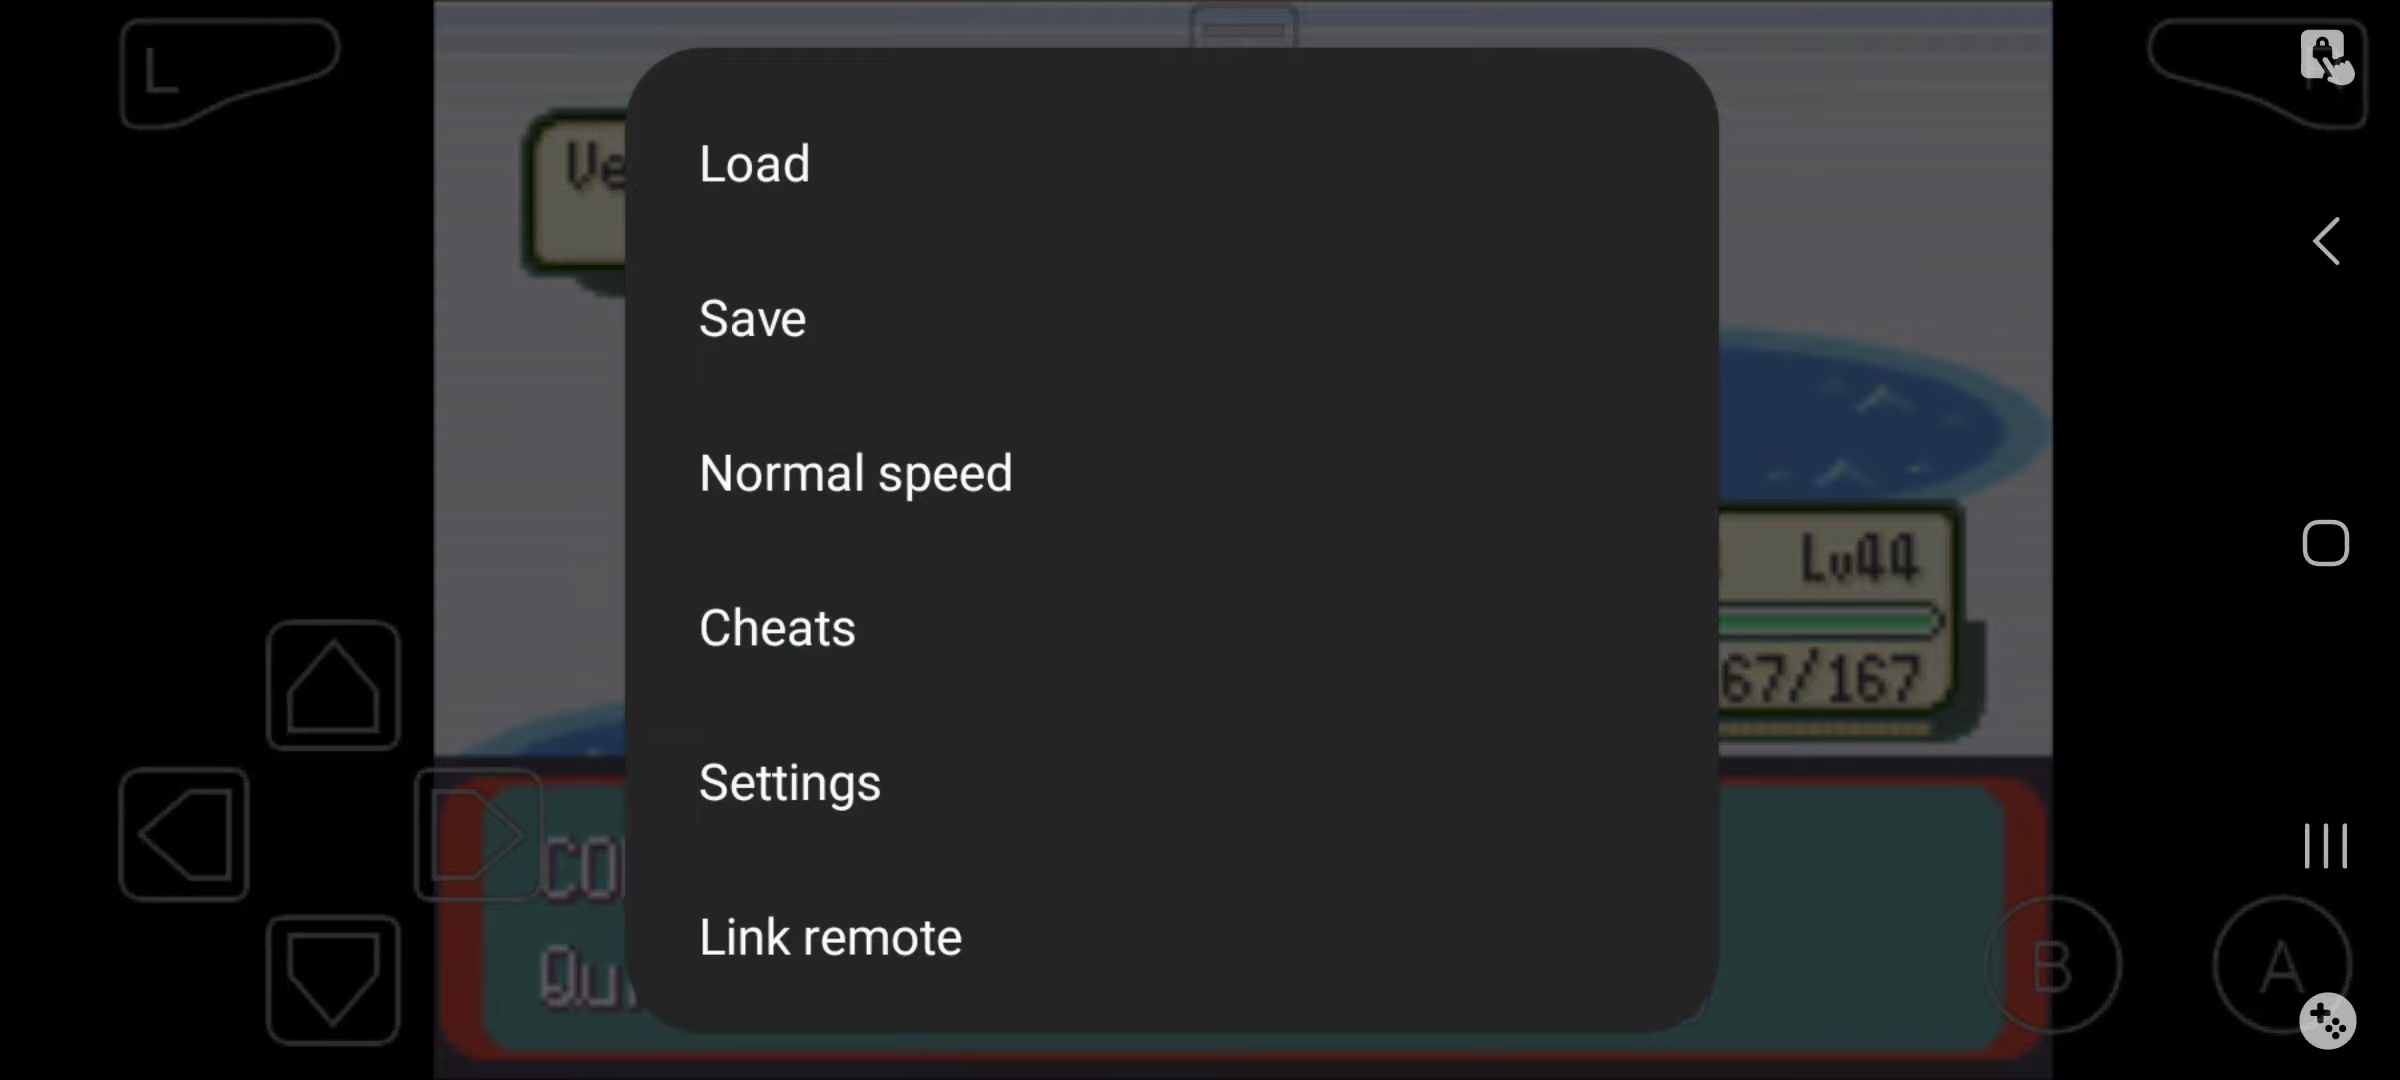 L
Load
Save
Normal speed
Cheats
Settings
Link remote
Lv44
67/167
B
A